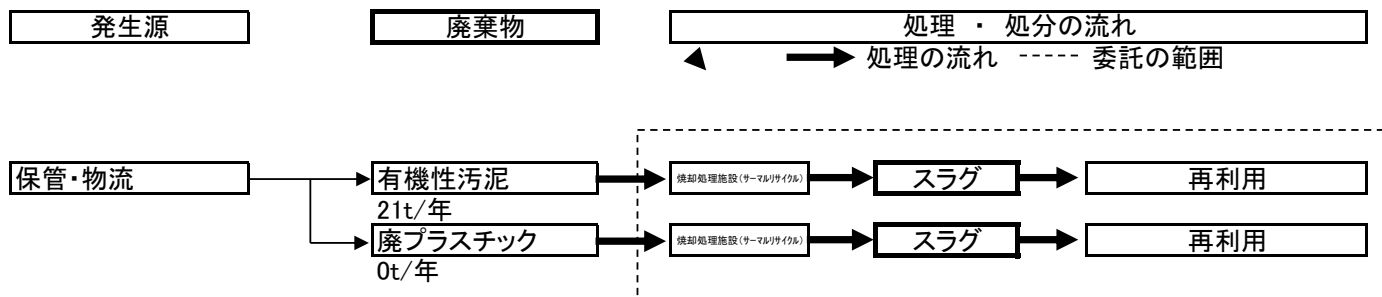 発生源
廃棄物
処理 ・ 処分の流れ
処理の流れ
委託の範囲
保管・物流
有機性汚泥
焼却処理施設(サーマルリサイクル)
スラグ
再利用
21t/年
廃プラスチック
焼却処理施設(サーマルリサイクル)
スラグ
再利用
0t/年